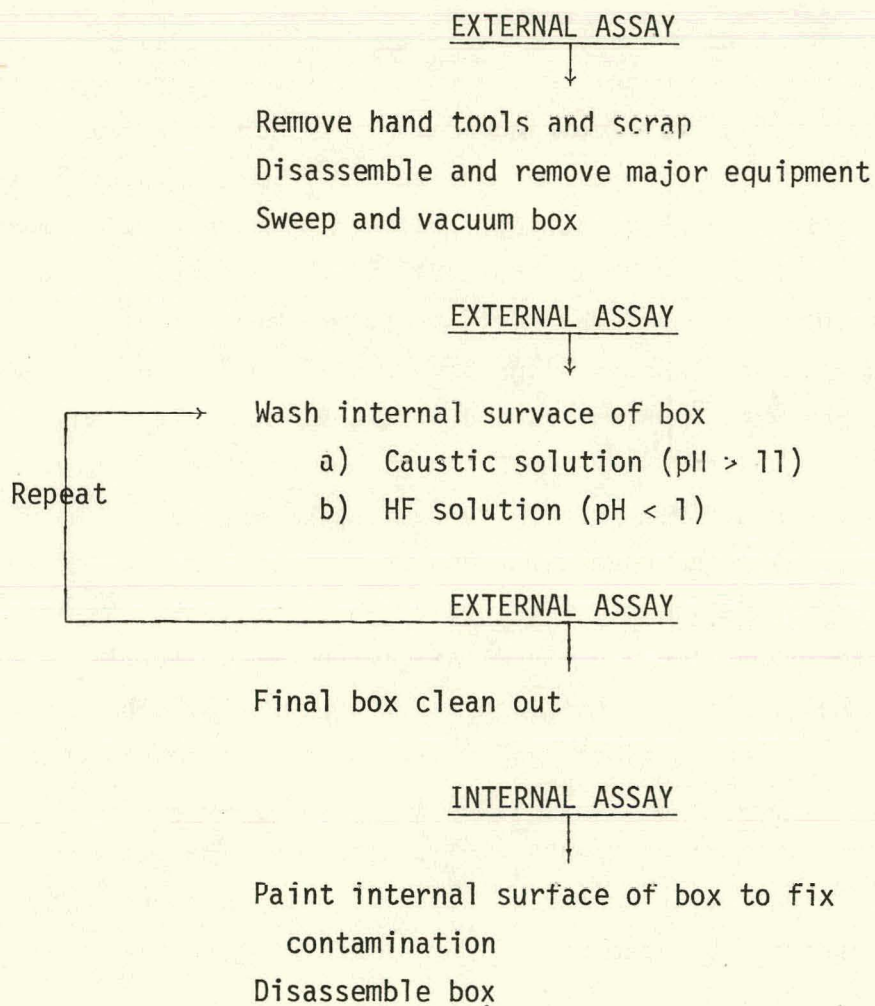 EXTERNAL ASSAY
Remove hand tools and scrap
Disassemble and remove major equipment
Sweep and vacuum box
EXTERNAL ASSAY
Wash internal survace of box
a) Caustic solution (pH > 11)
Repeat
b) HF solution (pH < 1)
EXTERNAL ASSAY
Final box clean out
INTERNAL ASSAY
Paint internal surface of box to fix
contamination
Disassemble box